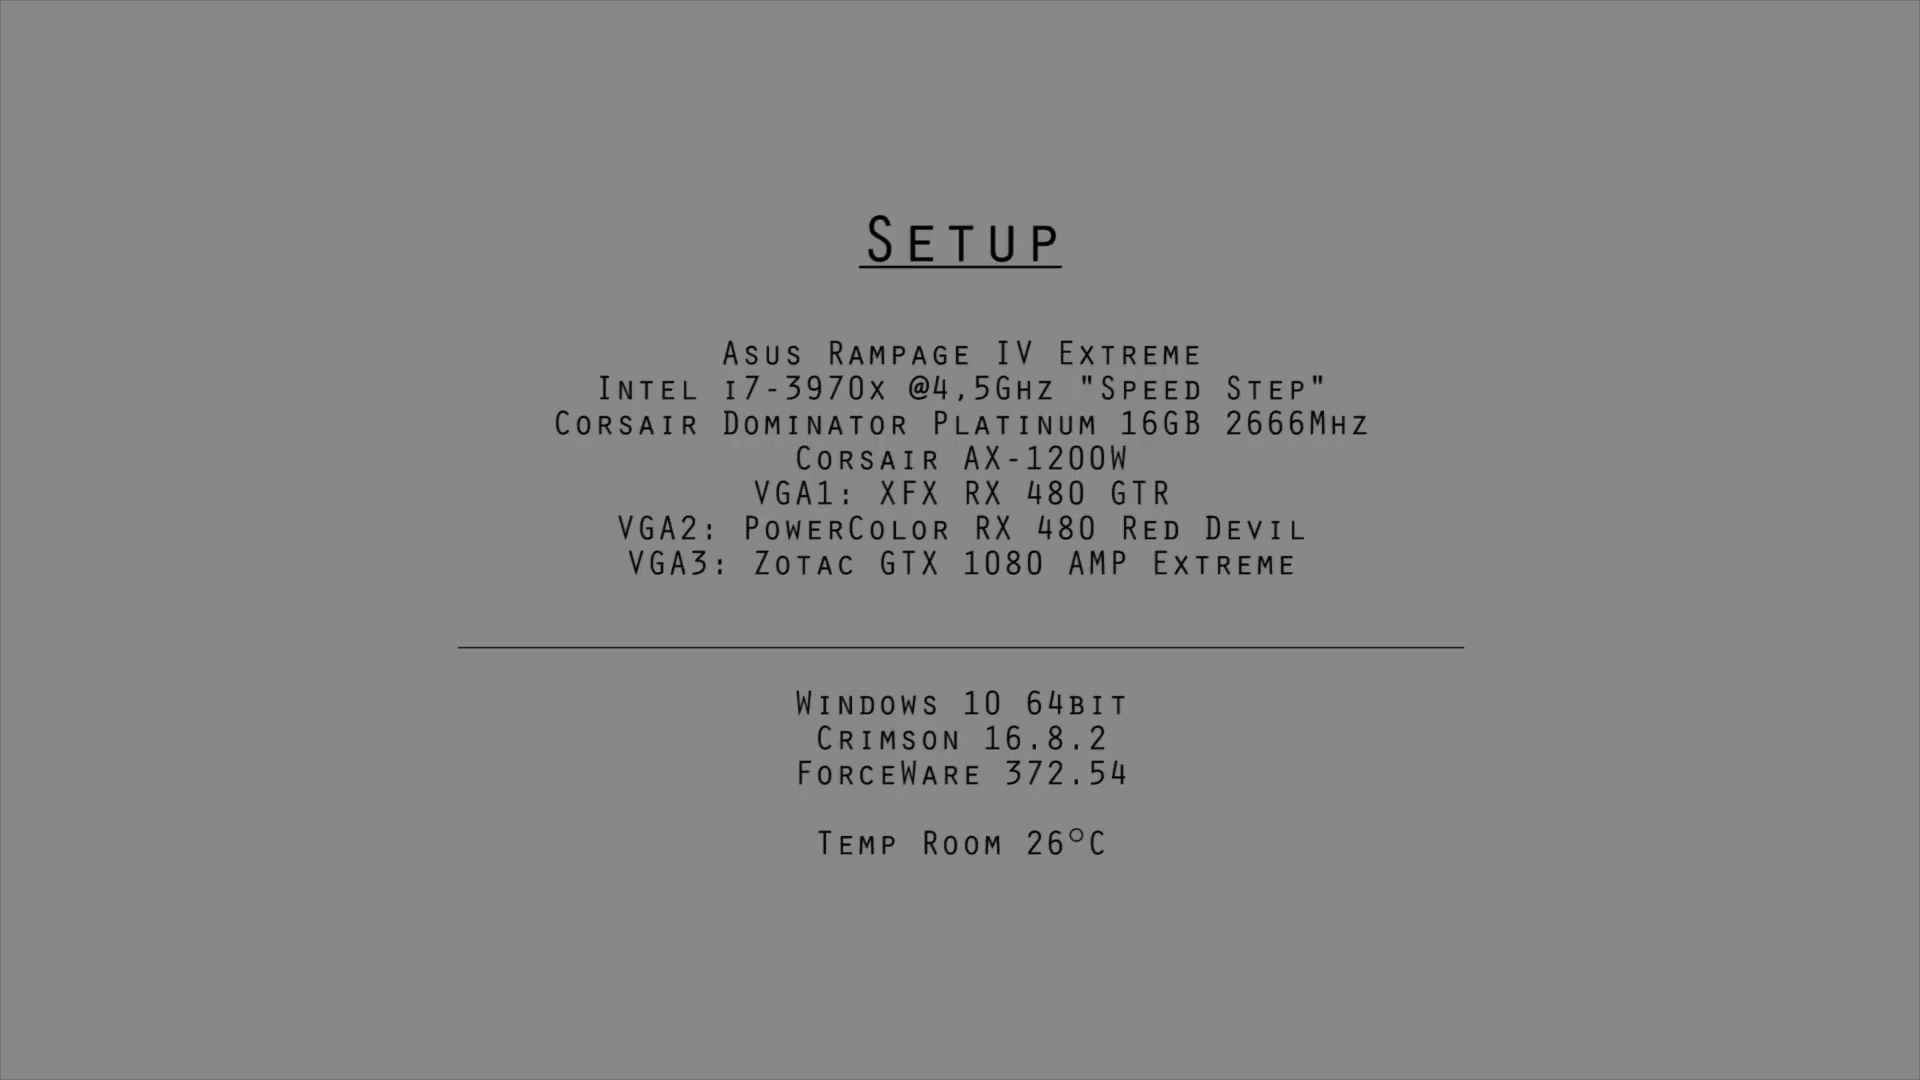 Setup
Asus Rampage IV Extreme
Intel i7-3970x @4,5Ghz "Speed Step"
Corsair Dominator Platinum 16GB 2666Mhz
Corsair AX-1200W
VGA1: XFX RX 480 GTR
VGA2: PowerColor RX 480 Red Devil
VGA3: Zotac GTX 1080 AMP Extreme
Windows 10 64bit
Crimson 16.8.2
ForceWare 372.54
Temp Room 26°C